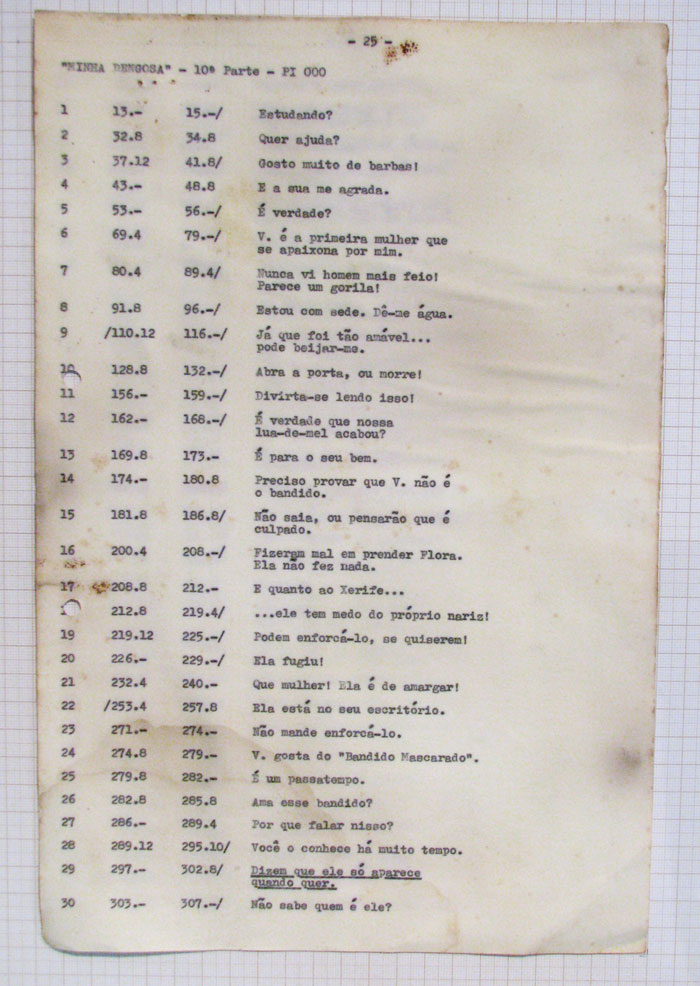 - 25 -
"MINHA DENGOSA" - 10ª Parte - PI 000
1 13.- 15.-/ Estudando?
2 32.8 34.8 Quer ajuda?
3 37.12 41.8/ Gosto muito de barbas!
4 43.- 48.8 E a sua me agrada.
5 53.- 56.-/ É verdade?
6 69.4 79.-/ V. é a primeira mulher que
se apaixona por mim.
7 80.4 89.4/ Nunca vi homem mais feio!
Parece um gorila!
8 91.8 96.-/ Estou com sede. Dê-me água.
9 /110.12 116.-/ Já que foi tão amável...
pode beijar-me.
10 128.8 132.-/ Abra a porta, ou morre!
11 156.- 159.-/ Divirta-se lendo isso!
12 162.- 168.-/ É verdade que nossa
lua-de-mel acabou?
13 169.8 173.- É para o seu bem.
14 174.- 180.8 Preciso provar que V. não é
o bandido.
15 181.8 186.8/ Não saia, ou pensarão que é
culpado.
16 200.4 208.-/ Fizeram mal em prender Flora.
Ela não fez nada.
17 208.8 212.- E quanto ao Xerife...
212.8 219.4/ ...ele tem medo do próprio nariz!
19 219.12 225.-/ Podem enforcá-lo, se quiserem!
20 226.- 229.-/ Ela fugiu!
21 232.4 240.- Que mulher! Ela é de amargar!
22 /253.4 257.8 Ela está no seu escritório.
23 271.- 274.- Não mande enforcá-lo.
24 274.8 279.- V. gosta do "Bandido Mascarado".
25 279.8 282.- É um passatempo.
26 282.8 285.8 Ama esse bandido?
27 286.- 289.4 Por que falar nisso?
28 289.12 295.10/ Você o conhece há muito tempo.
29 297.- 302.8/ Dizem que ele só aparece
quando quer.
30 303.- 307.-/ Não sabe quem é ele?